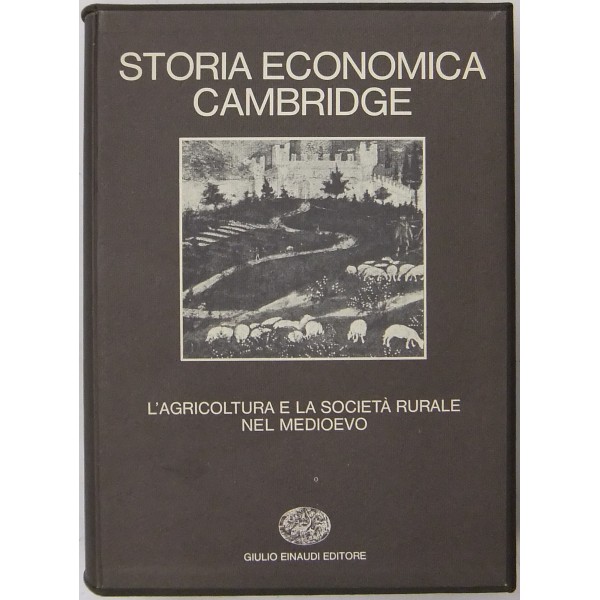 STORIA ECONOMICA
CAMBRIDGE
L'AGRICOLTURA E LA SOCIETÀ RURALE
NEL MEDIOEVO
GIULIO EINAUDI EDITORE